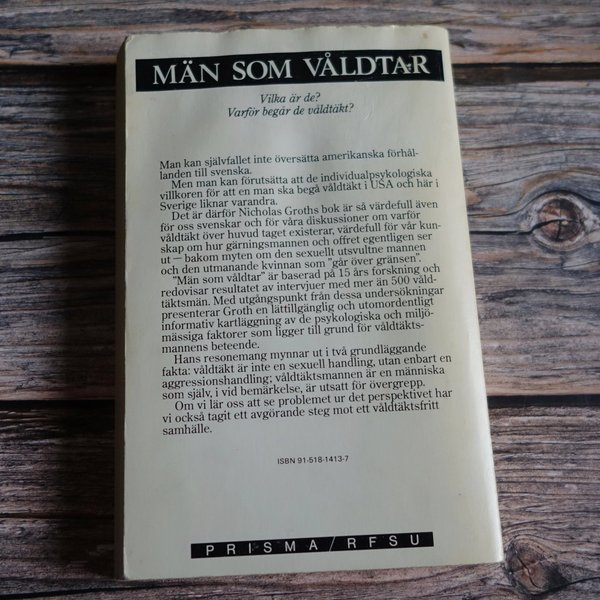 MÄN SOM VÅLDTAR
Vilka är de?
Varför begår de våldtäkt?
Man kan självfallet inte översätta amerikanska förhål-
landen till svenska.
Men man kan förutsätta att de individualpsykologiska
villkoren för att en man ska begå våldtäkt i USA och här i
Sverige liknar varandra.
Det är därför Nicholas Groths bok är så värdefull även
för oss svenskar och för våra diskussioner om varför
våldtäkt över huvud taget existerar, värdefull för vår kun-
skap om hur gärningsmannen och offret egentligen ser
ut – bakom myten om den sexuellt utsvultne mannen
och den utmanande kvinnan som "går över gränsen".
"Män som våldtar" är baserad på 15 års forskning och
redovisar resultatet av intervjuer med mer än 500 våld-
täktsmän. Med utgångspunkt från dessa undersökningar
presenterar Groth en lättillgänglig och utomordentligt
informativ kartläggning av de psykologiska och miljö-
mässiga faktorer som ligger till grund för våldtäkts-
mannens beteende.
Hans resonemang mynnar ut i två grundläggande
fakta: våldtäkt är inte en sexuell handling, utan enbart en
aggressionshandling; våldtäktsmannen är en människa
som själv, i vid bemärkelse, är utsatt för övergrepp.
Om vi lär oss att se problemet ur det perspektivet har
vi också tagit ett avgörande steg mot ett våldtäktsfritt
samhälle.
ISBN 91-518-1413-7
PRISMA/RFSU